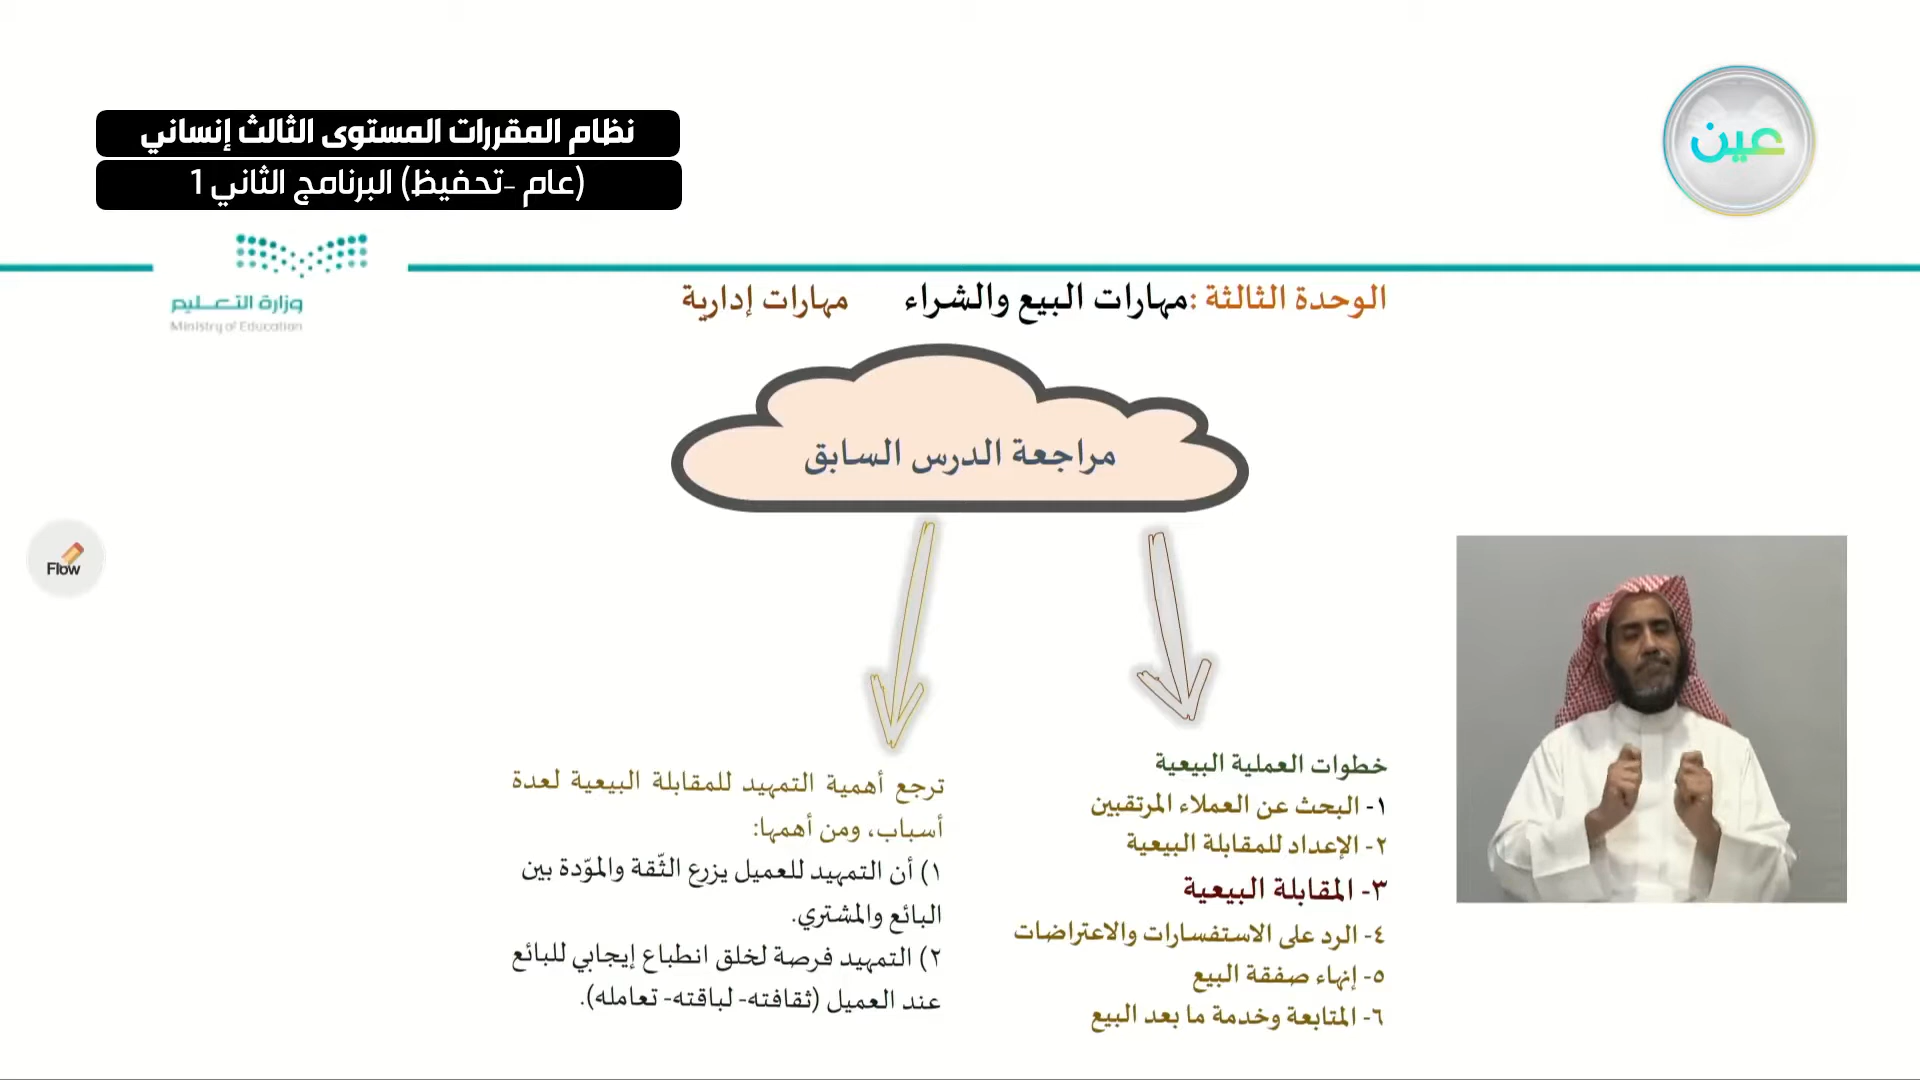 نظام المقررات المستوى الثالث إنساني
(عام -تحفيظ) البرنامج الثاني 1
عين
وزارة التعليم
Ministry of Education
الوحدة الثالثة :مهارات البيع والشراء مهارات إدارية
مراجعة الدرس السابق
Flow
خطوات العملية البيعية
١- البحث عن العملاء المرتقبين
٢- الإعداد للمقابلة البيعية
٣- المقابلة البيعية
٤- الرد على الاستفسارات والاعتراضات
٥- إنهاء صفقة البيع
٦- المتابعة وخدمة ما بعد البيع
ترجع أهمية التمهيد للمقابلة البيعية لعدة
أسباب، ومن أهمها:
١) أن التمهيد للعميل يزرع الثّقة والموّدة بين
البائع والمشتري.
٢) التمهيد فرصة لخلق انطباع إيجابي للبائع
عند العميل (ثقافته- لباقته- تعامله).